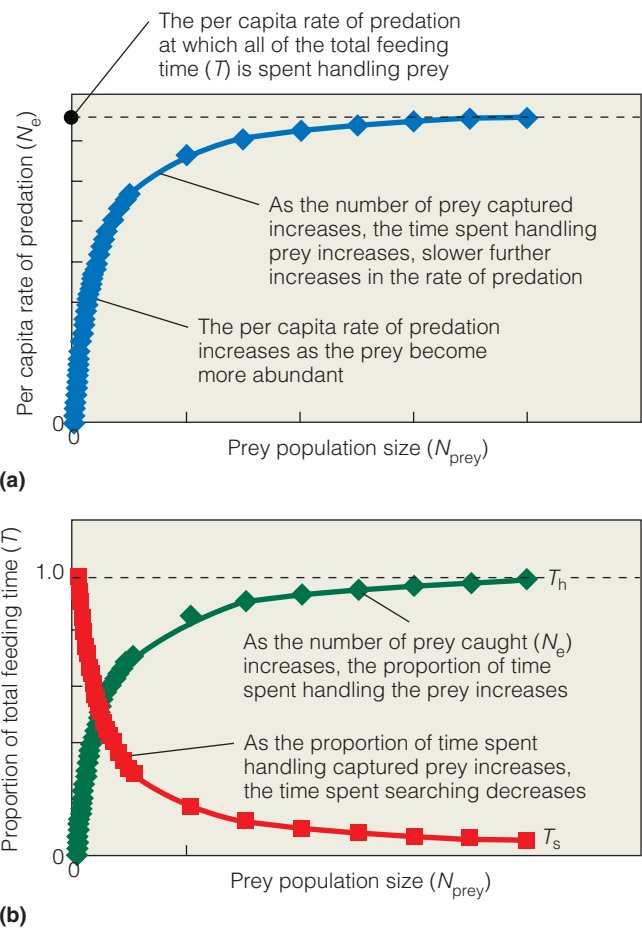 The per capita rate of predation
at which all of the total feeding
time (T) is spent handling prey
Per capita rate of predation (Ne)
As the number of prey captured
increases, the time spent handling
prey increases, slower further
increases in the rate of predation
The per capita rate of predation
increases as the prey become
more abundant
0
0
Prey population size (Nprey)
(a)
Proportion of total feeding time (T)
1.0
Th
As the number of prey caught (Ne)
increases, the proportion of time
spent handling the prey increases
As the proportion of time spent
handling captured prey increases,
the time spent searching decreases
Ts
0
0
Prey population size (Nprey)
(b)